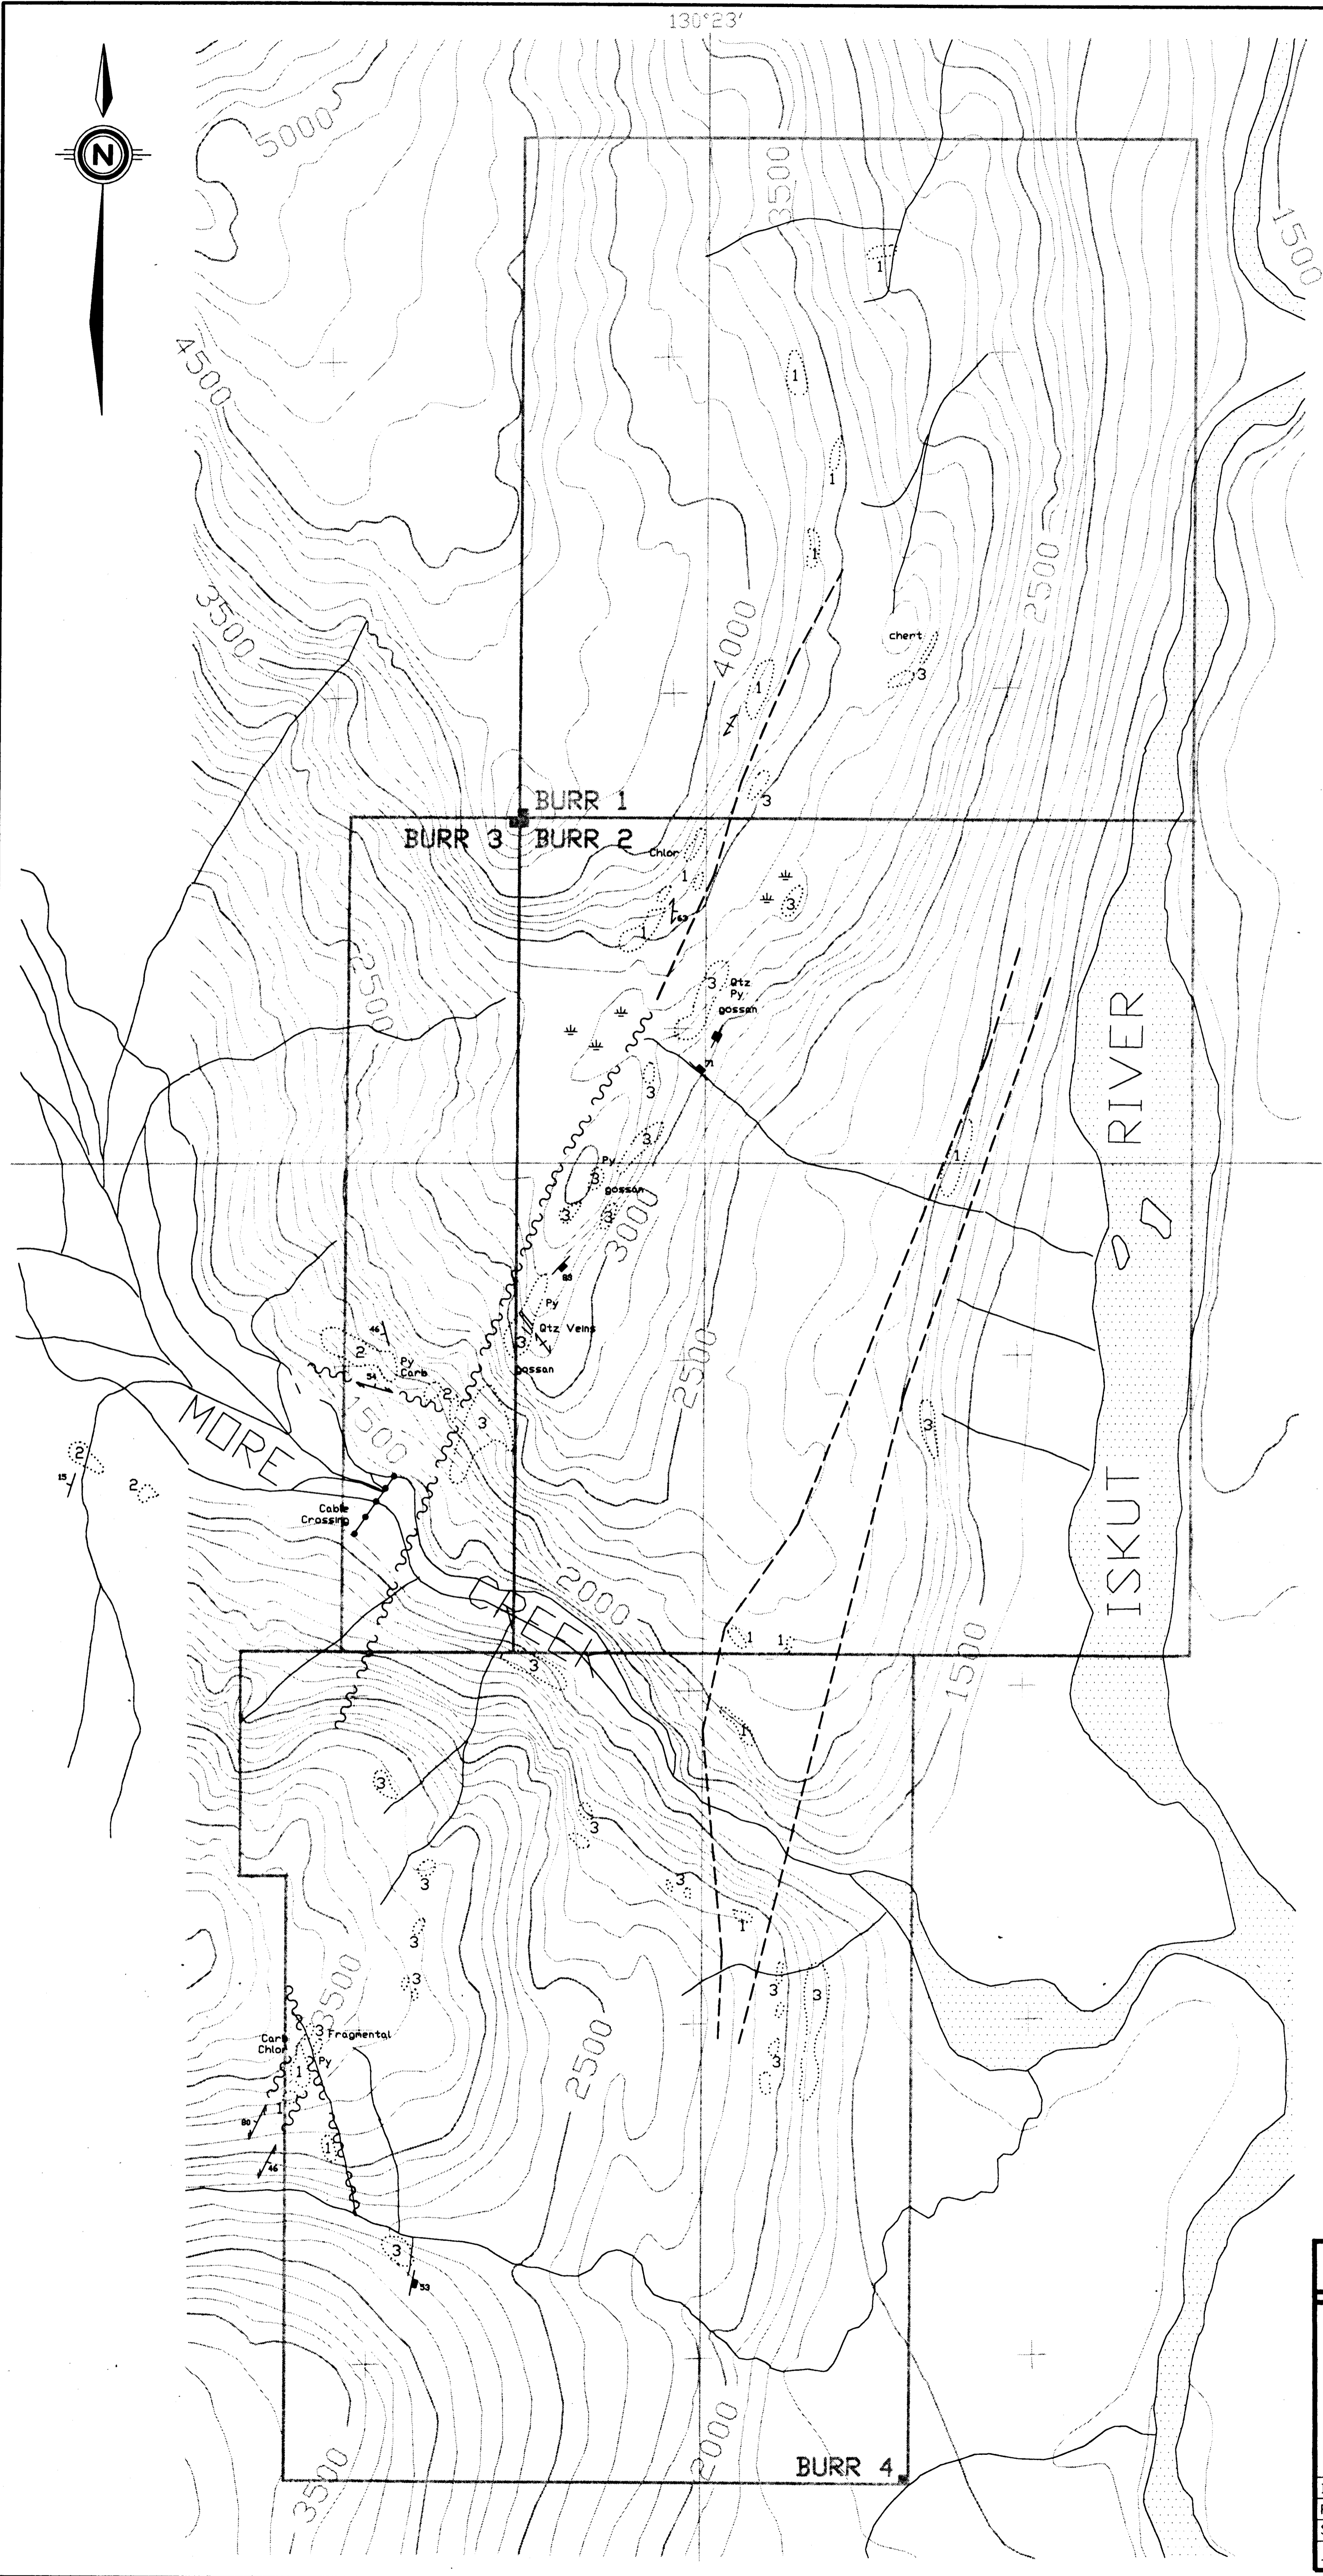 130°23'
N
5000
3500
1500
1
4500
1
1
1
3500
2500
chert
4000
3
1
3
BURR 1
BURR 3
BURR 2
Chlor
1
3
63
1
2500
3
Qtz
Py
gossan
71
3
RIVER
3
Py
3
gossan
1
3
3
3000
83
Py
Qtz Veins
3
gossan
46
2
Py
Carb
54
2
2500
3
3
1500
MORE
2
15
2
Cable
Crossing
ISKUT
2000
CREEK
1
1
3
1500
1
3
3
3
3
1
3
3
3
3
3500
3
Fragmental
Carb
Chlor
Py
1
3
2500
1
80
1
46
3
53
2000
BURR 4
3500